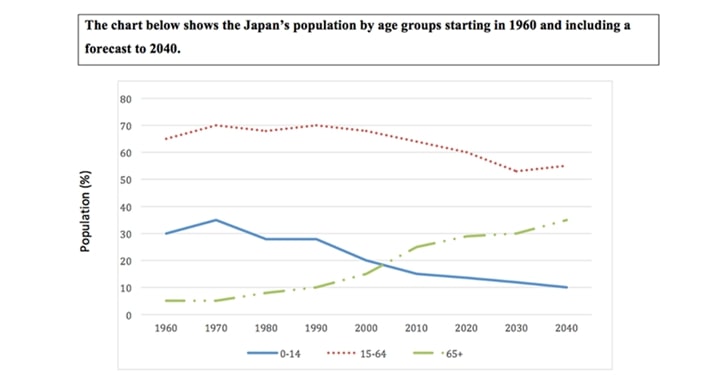 The chart below shows the Japan's population by age groups starting in 1960 and including a
forecast to 2040.
Population (%)
80
70
60
50
40
30
20
10
0
1960 1970 1980 1990 2000 2010 2020 2030 2040
0-14 15-64 65+